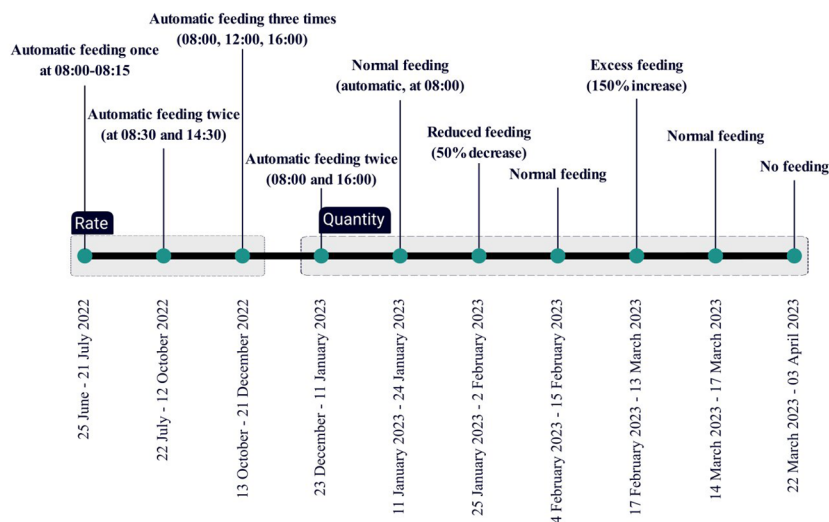 Automatic feeding once
at 08:00-08:15
Automatic feeding twice
(at 08:30 and 14:30)
Automatic feeding three times
(08:00, 12:00, 16:00)
Automatic feeding twice
(08:00 and 16:00)
Normal feeding
(automatic, at 08:00)
Reduced feeding
(50% decrease)
Normal feeding
Excess feeding
(150% increase)
Normal feeding
No feeding
Rate
Quantity
25 June - 21 July 2022
22 July - 12 October 2022
13 October - 21 December 2022
23 December - 11 January 2023
11 January 2023 - 24 January 2023
25 January 2023 - 2 February 2023
4 February 2023 - 15 February 2023
17 February 2023 - 13 March 2023
14 March 2023 - 17 March 2023
22 March 2023 - 03 April 2023